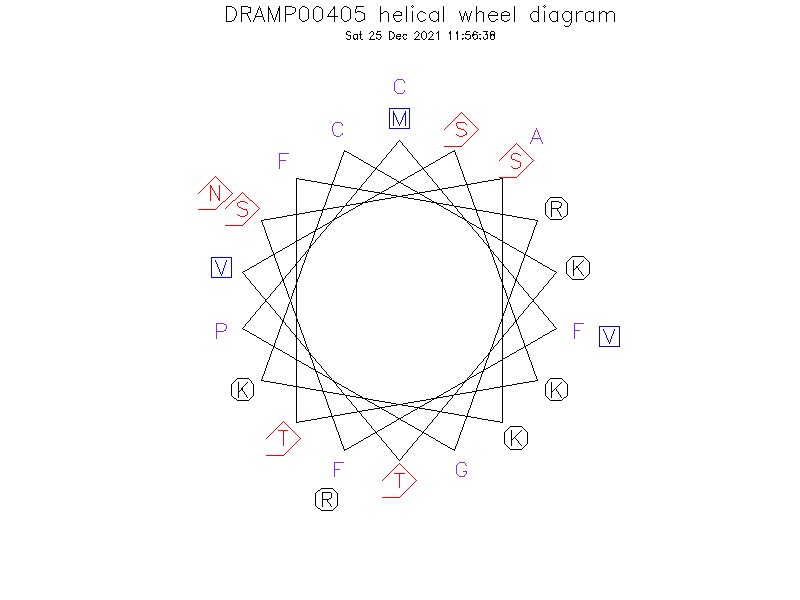 DRAMP00405 helical wheel diagram
Sat 25 Dec 2021 11:56:38
C
M
C
S
A
F
S
N
S
R
V
K
P
F
V
K
K
T
K
F
T
G
R